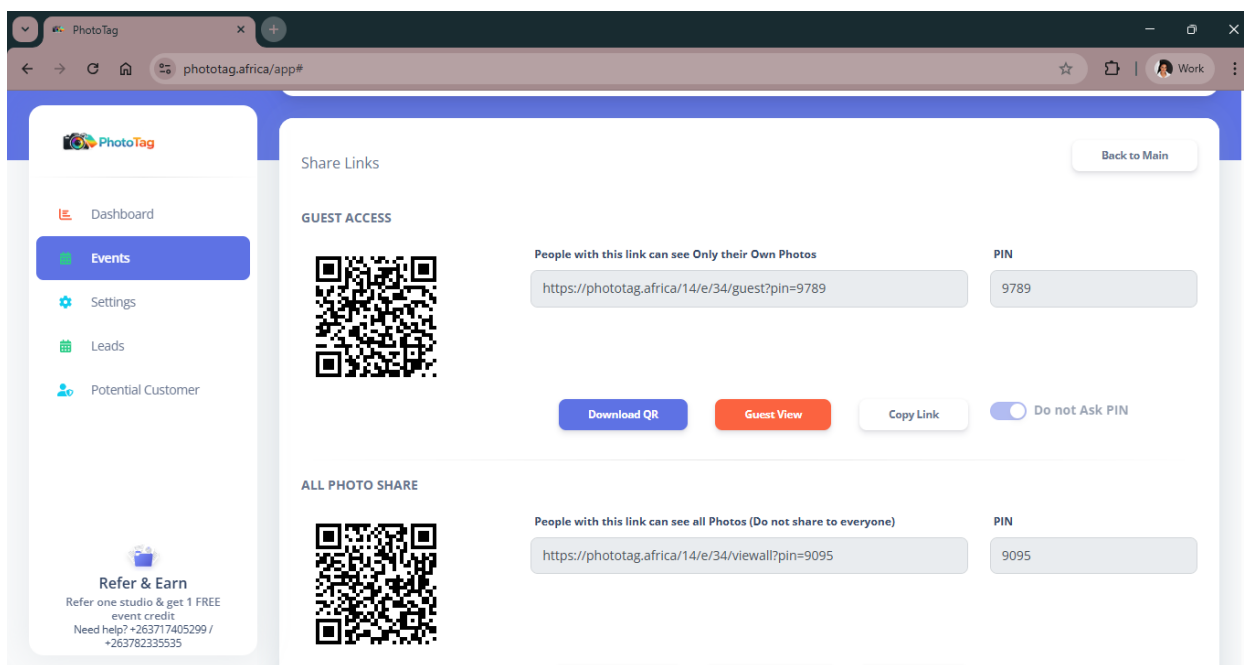 PhotoTag
phototag.africa/app#
Work
PhotoTag
Share Links
Back to Main
Dashboard
Events
Settings
Leads
Potential Customer
Refer & Earn
Refer one studio & get 1 FREE
event credit
Need help? +263717405299 /
+263782335535
GUEST ACCESS
People with this link can see Only their Own Photos
PIN
https://phototag.africa/14/e/34/guest?pin=9789
9789
Download QR
Guest View
Copy Link
Do not Ask PIN
ALL PHOTO SHARE
People with this link can see all Photos (Do not share to everyone)
PIN
https://phototag.africa/14/e/34/viewall?pin=9095
9095